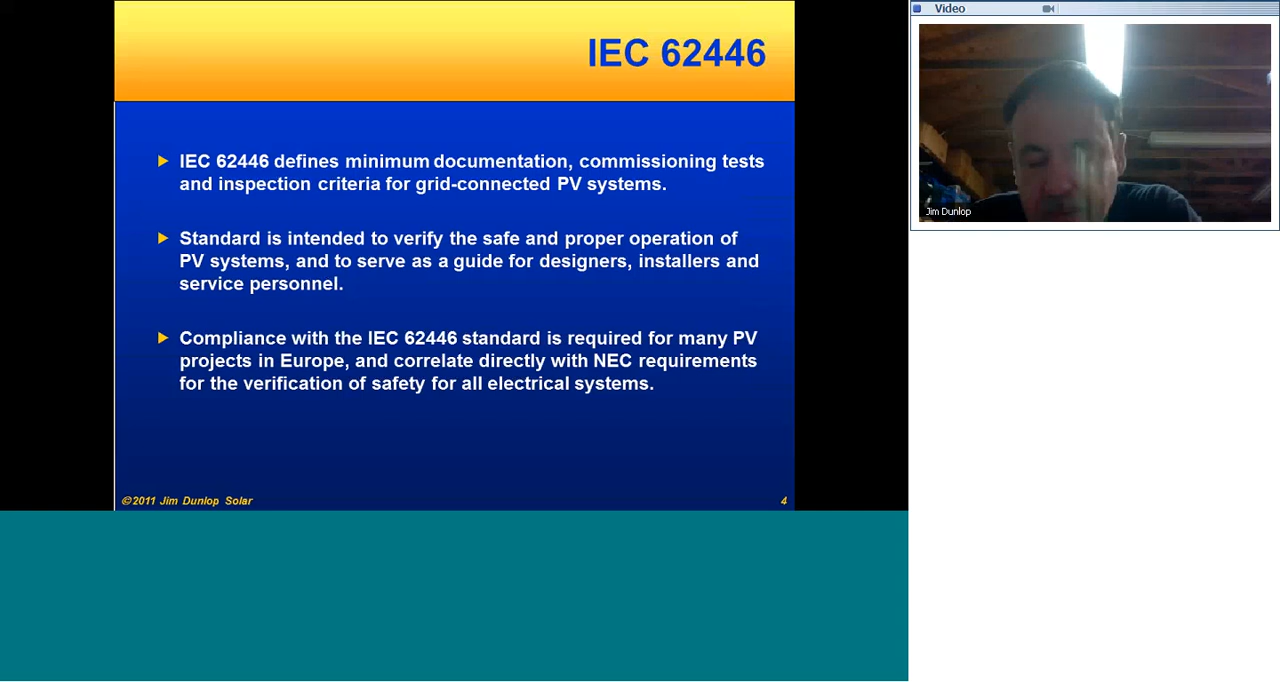 IEC 62446
IEC 62446 defines minimum documentation, commissioning tests
and inspection criteria for grid-connected PV systems.
Standard is intended to verify the safe and proper operation of
PV systems, and to serve as a guide for designers, installers and
service personnel.
Compliance with the IEC 62446 standard is required for many PV
projects in Europe, and correlate directly with NEC requirements
for the verification of safety for all electrical systems.
©2011 Jim Dunlop Solar
4
Video
Jim Dunlop